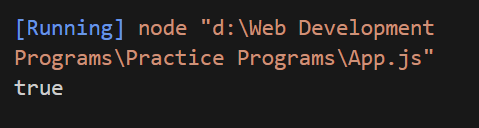 [Running] node "d:\Web Development
Programs\Practice Programs\App.js"
true